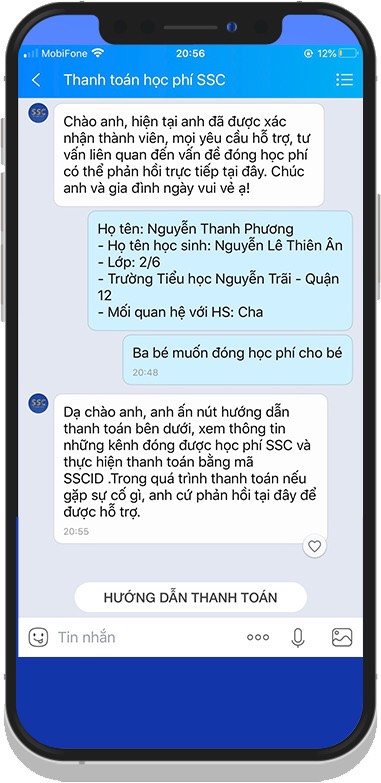 MobiFone
20:56
12%
Thanh toán học phí SSC
SSC
Chào anh, hiện tại anh đã được xác
nhận thành viên, mọi yêu cầu hỗ trợ, tư
vấn liên quan đến vấn đề đóng học phí
có thể phản hồi trực tiếp tại đây. Chúc
anh và gia đình ngày vui vẻ ạ!
Họ tên: Nguyễn Thanh Phương
- Họ tên học sinh: Nguyễn Lê Thiên Ân
- Lớp: 2/6
- Trường Tiểu học Nguyễn Trãi - Quận
12
- Mối quan hệ với HS: Cha
Ba bé muốn đóng học phí cho bé
20:48
SSC
Dạ chào anh, anh ấn nút hướng dẫn
thanh toán bên dưới, xem thông tin
những kênh đóng được học phí SSC và
thực hiện thanh toán bằng mã
SSCID .Trong quá trình thanh toán nếu
gặp sự cố gì, anh cứ phản hồi tại đây để
được hỗ trợ.
20:55
HƯỚNG DẪN THANH TOÁN
Tin nhắn